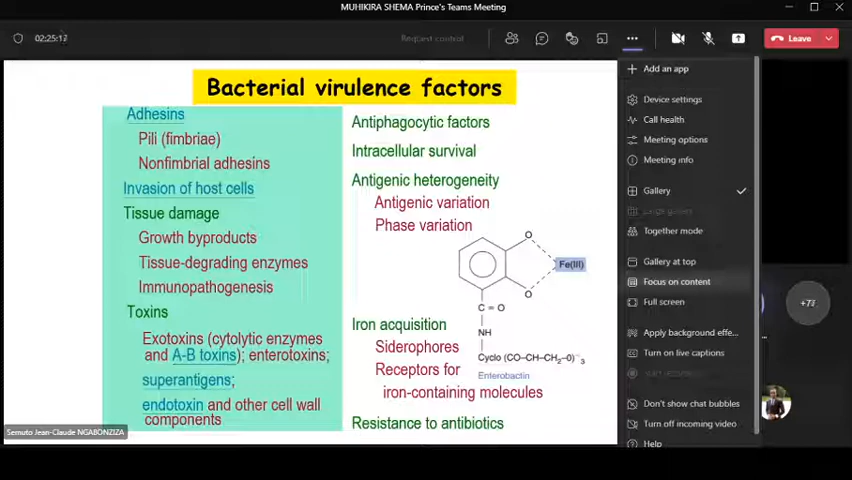 MUHIKIRA SHEMA Prince's Teams Meeting
02:25:17
Request control
Leave
Bacterial virulence factors
Adhesins
Pili (fimbriae)
Nonfimbrial adhesins
Invasion of host cells
Tissue damage
Growth byproducts
Tissue-degrading enzymes
Immunopathogenesis
Toxins
Exotoxins (cytolytic enzymes
and A-B toxins); enterotoxins;
superantigens;
endotoxin and other cell wall
components
Antiphagocytic factors
Intracellular survival
Antigenic heterogeneity
Antigenic variation
Phase variation
O
Fe(III)
O
C = O
NH
Cyclo (CO-CH-CH2-0)-3
Enterobactin
Iron acquisition
Siderophores
Receptors for
iron-containing molecules
Resistance to antibiotics
Semuto Jean-Claude NGABONZIZA
Add an app
Device settings
Call health
Meeting options
Meeting info
Gallery
Large gallery
Together mode
Gallery at top
Focus on content
Full screen
Apply background effe...
Turn on live captions
Don't show chat bubbles
Turn off incoming video
Help
+77